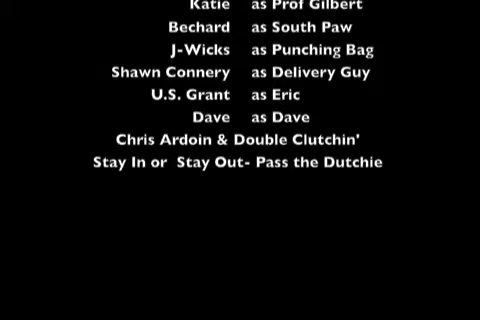 Katie as Prof Gilbert
Bechard as South Paw
J-Wicks as Punching Bag
Shawn Connery as Delivery Guy
U.S. Grant as Eric
Dave as Dave
Chris Ardoin & Double Clutchin'
Stay In or Stay Out- Pass the Dutchie